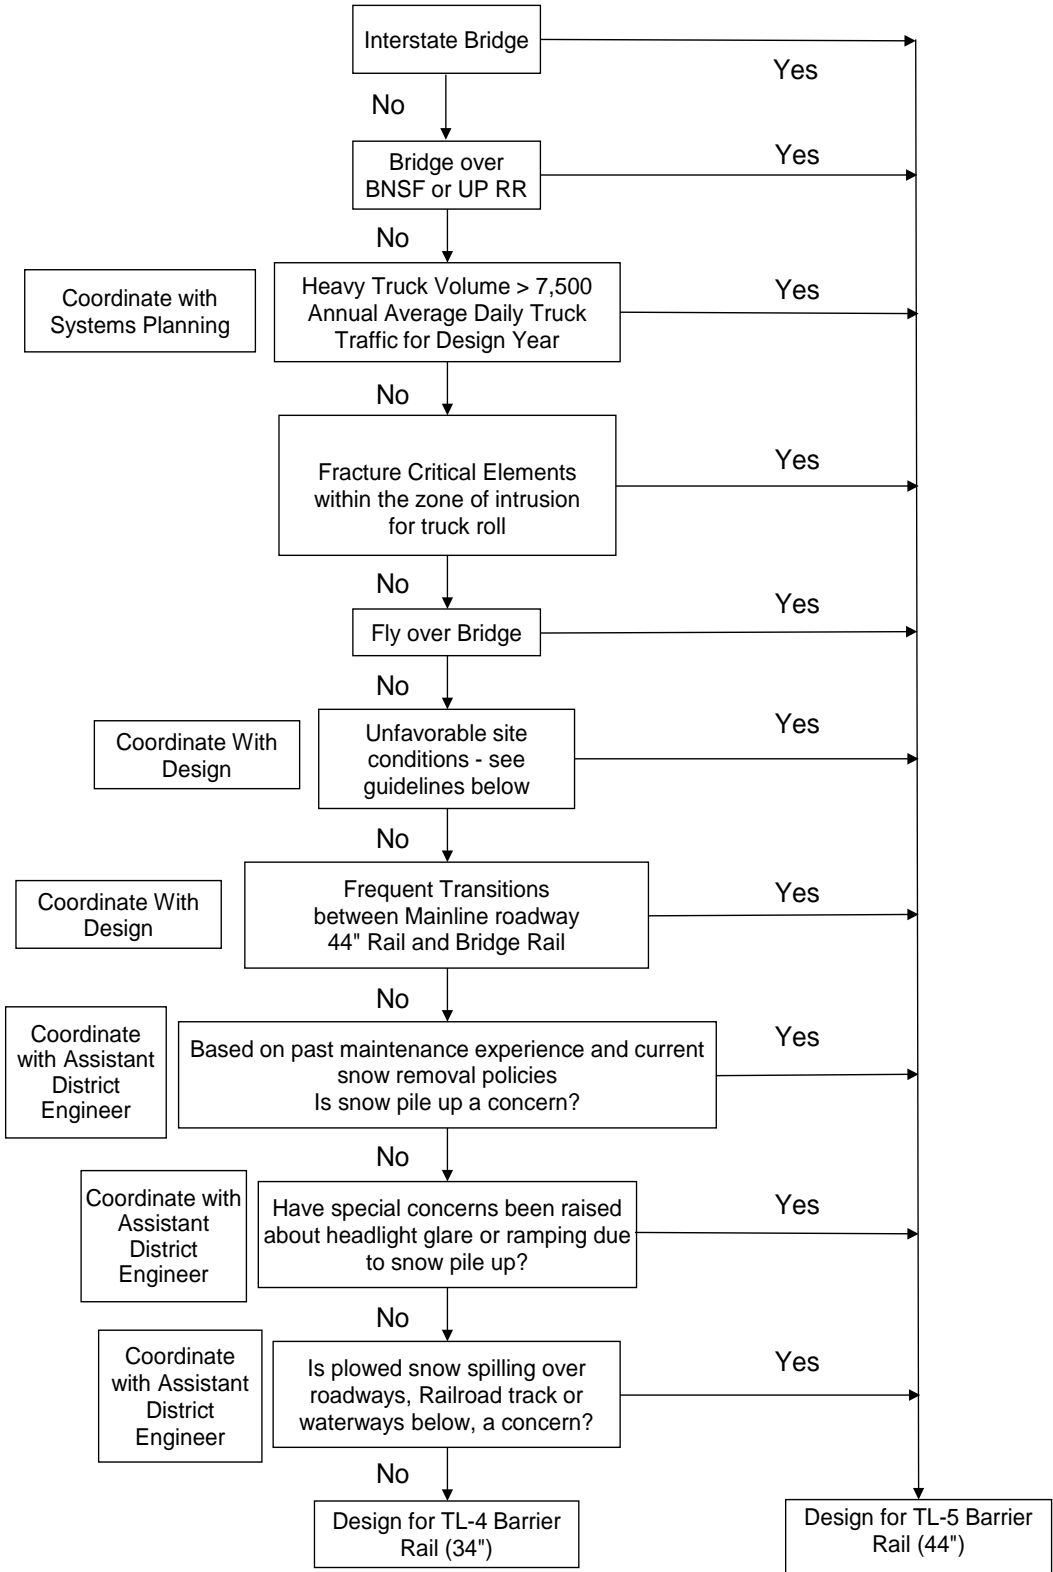 Interstate Bridge
Yes
No
Bridge over
BNSF or UP RR
Yes
No
Coordinate with
Systems Planning
Heavy Truck Volume > 7,500
Annual Average Daily Truck
Traffic for Design Year
Yes
No
Fracture Critical Elements
within the zone of intrusion
for truck roll
Yes
No
Fly over Bridge
Yes
No
Coordinate With
Design
Unfavorable site
conditions - see
guidelines below
Yes
No
Coordinate With
Design
Frequent Transitions
between Mainline roadway
44" Rail and Bridge Rail
Yes
No
Coordinate
with Assistant
District
Engineer
Based on past maintenance experience and current
snow removal policies
Is snow pile up a concern?
Yes
No
Coordinate with
Assistant
District
Engineer
Have special concerns been raised
about headlight glare or ramping due
to snow pile up?
Yes
No
Coordinate
with Assistant
District
Engineer
Is plowed snow spilling over
roadways, Railroad track or
waterways below, a concern?
Yes
No
Design for TL-4 Barrier
Rail (34")
Design for TL-5 Barrier
Rail (44")